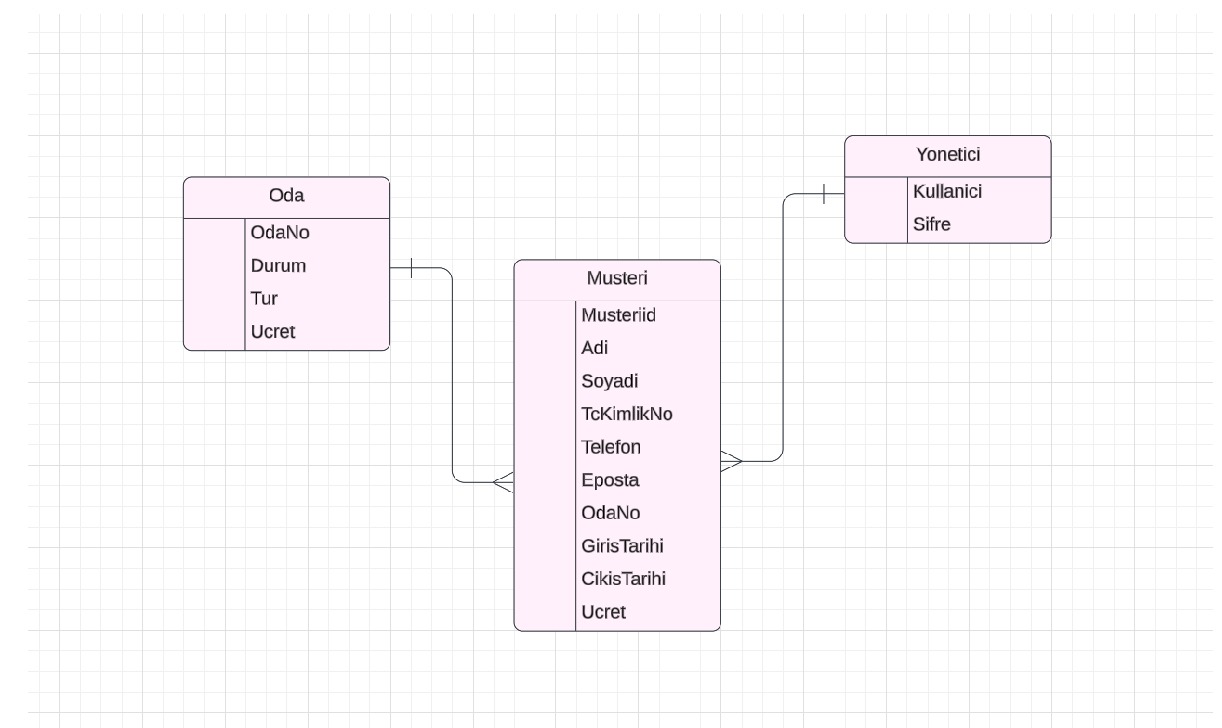 Oda
OdaNo
Durum
Tur
Ucret
Musteri
Musteriid
Adi
Soyadi
TcKimlikNo
Telefon
Eposta
OdaNo
GirisTarihi
CikisTarihi
Ucret
Yonetici
Kullanici
Sifre